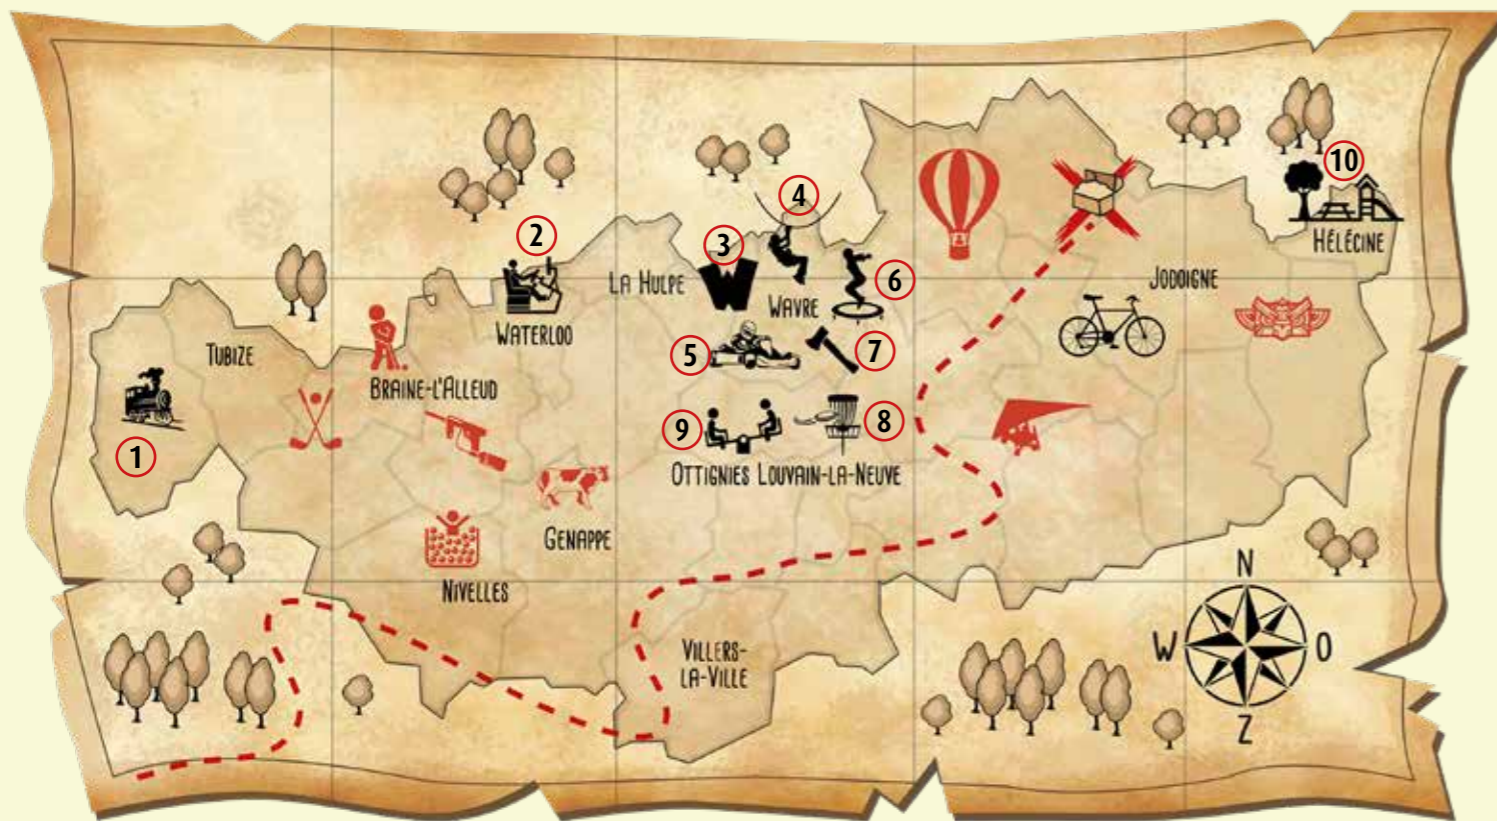 10
4
2
3
HÉLÉCINE
6
LA HULPE
JODOIGNE
WAVRE
WATERLOO
TUBIZE
5
7
BRAINE-L'ALLEUD
W
1
9
8
OTTIGNIES LOUVAIN-LA-NEUVE
GENAPPE
NIVELLES
VILLERS-
LA-VILLE
N
W
O
Z